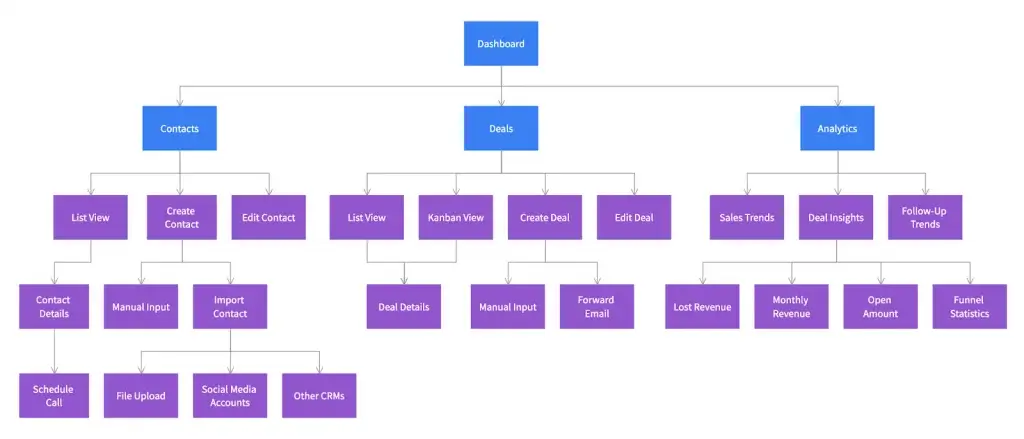 Dashboard
Contacts
Deals
Analytics
List View
Create
Contact
Edit Contact
List View
Kanban View
Create Deal
Edit Deal
Sales Trends
Deal Insights
Follow-Up
Trends
Contact
Details
Manual Input
Import
Contact
Deal Details
Manual Input
Forward
Email
Lost Revenue
Monthly
Revenue
Open
Amount
Funnel
Statistics
Schedule
Call
File Upload
Social Media
Accounts
Other CRMs